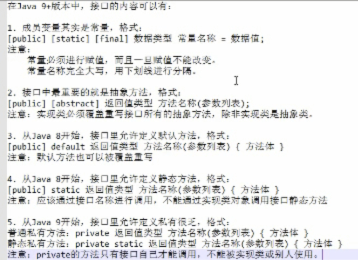 在Java 9+版本中，接口的内容可以有：
1. 成员变量其实是常量，格式：
[public] [static] [final] 数据类型 常量名称 = 数据值;
注意：
常量必须进行赋值，而且一旦赋值不能改变。
常量名称完全大写，用下划线进行分隔。
2. 接口中最重要的就是抽象方法，格式：
[public] [abstract] 返回值类型 方法名称(参数列表);
注意：实现类必须覆盖重写接口所有的抽象方法，除非实现类是抽象类。
3. 从Java 8开始，接口里允许定义默认方法，格式：
[public] default 返回值类型 方法名称(参数列表) { 方法体 }
注意：默认方法也可以被覆盖重写
4. 从Java 8开始，接口里允许定义静态方法，格式：
[public] static 返回值类型 方法名称(参数列表) { 方法体 }
注意：应该通过接口名称进行调用，不能通过实现类对象调用接口静态方法
5. 从Java 9开始，接口里允许定义私有很乏，格式：
普通私有方法：private 返回值类型 方法名称(参数列表) { 方法体 }
静态私有方法：private static 返回值类型 方法名称(参数列表) { 方法体 }
注意：private的方法只有接口自己才能调用，不能被实现类或别人使用。